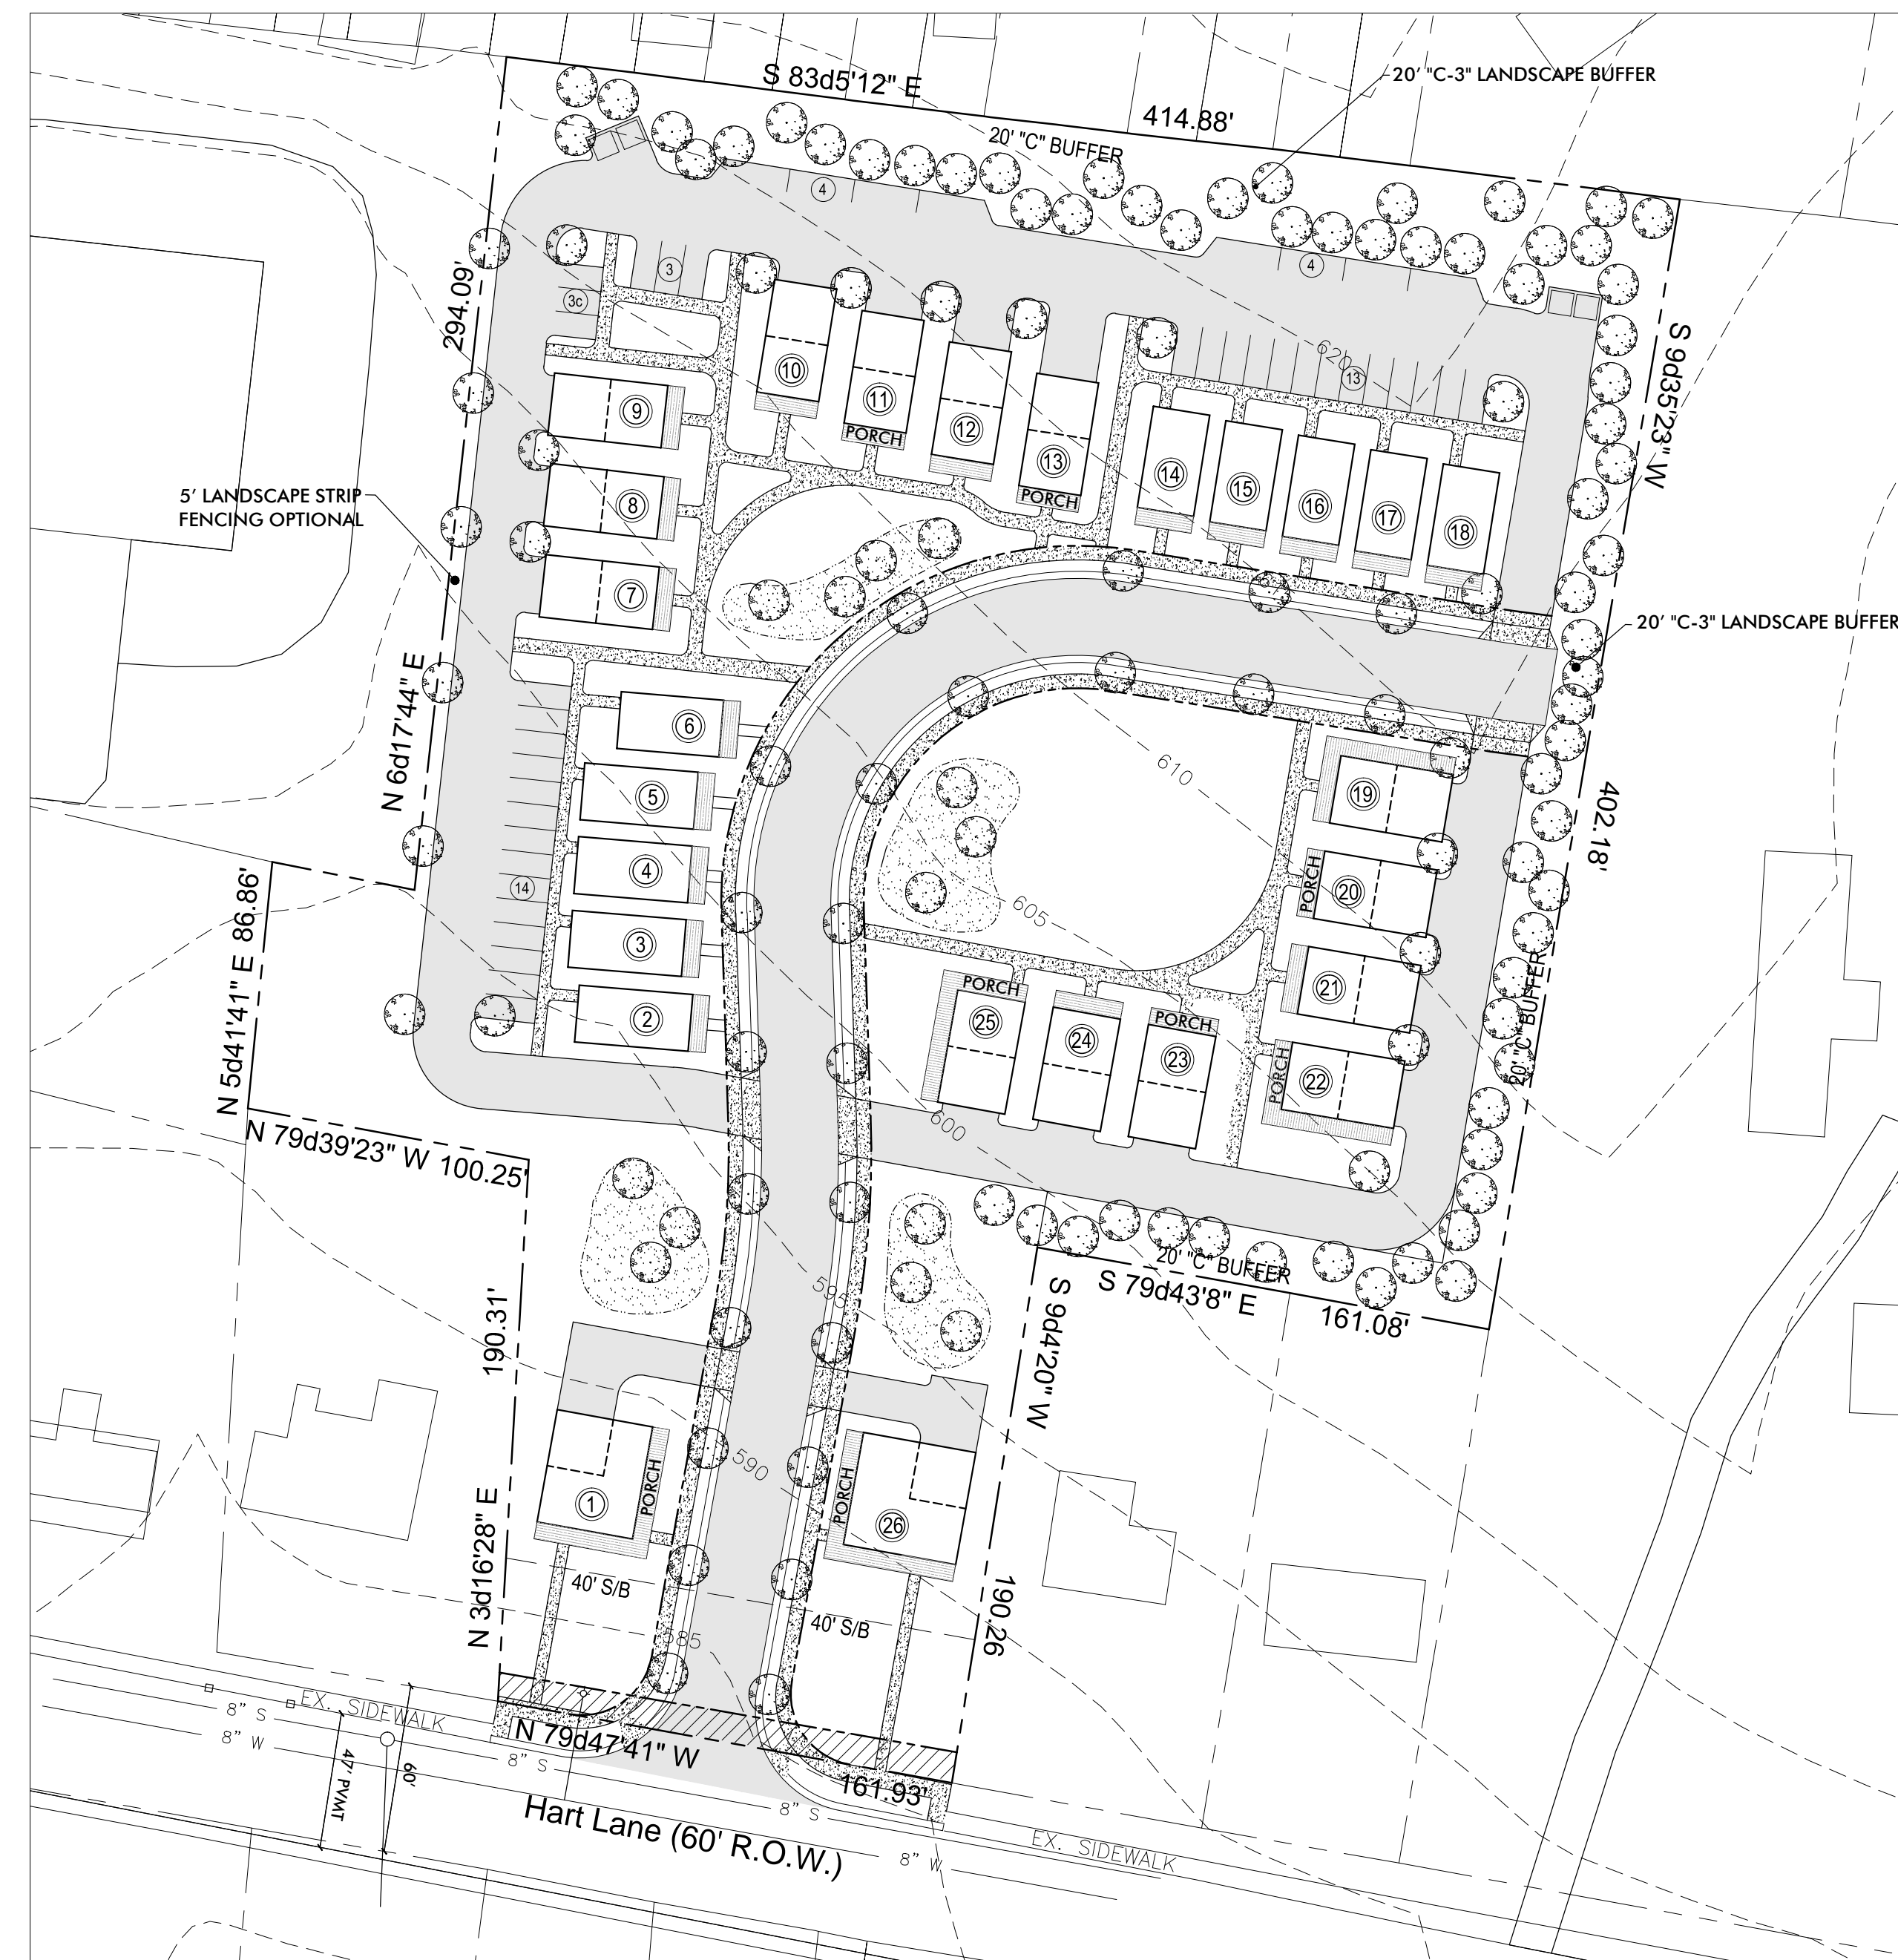 S 83d5'12" E
414.88'
20' "C-3" LANDSCAPE BUFFER
20' "C" BUFFER
4
4
3
3c
294.09'
620
13
S 9d35'23" W
10
11
PORCH
12
13
PORCH
9
8
7
14
15
16
17
18
5' LANDSCAPE STRIP
FENCING OPTIONAL
20' "C-3" LANDSCAPE BUFFER
N 6d17'44" E
6
5
4
3
2
14
610
605
19
PORCH
20
21
PORCH
22
402.18'
20' "C" BUFFER
N 5d41'41" E 86.86'
PORCH
25
24
PORCH
23
600
N 79d39'23" W 100.25'
20' "C" BUFFER
S 79d43'8" E
161.08'
595
190.31'
S 9d4'20" W
590
PORCH
1
PORCH
26
N 3d16'28" E
40' S/B
40' S/B
190.26
585
EX. SIDEWALK
8" S
8" W
N 79d47'41" W
8" S
161.93'
8" S
47' PVMT
60'
Hart Lane (60' R.O.W.)
8" W
EX. SIDEWALK